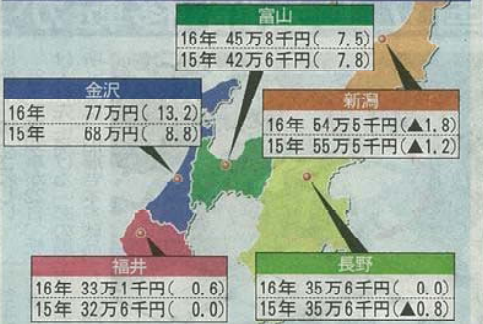 富山
16年 45万8千円( 7.5)
15年 42万6千円( 7.8)
金沢
16年 77万円( 13.2)
15年 68万円( 8.8)
新潟
16年 54万5千円(▲1.8)
15年 55万5千円(▲1.2)
福井
16年 33万1千円( 0.6)
15年 32万6千円( 0.0)
長野
16年 35万6千円( 0.0)
15年 35万6千円(▲0.8)